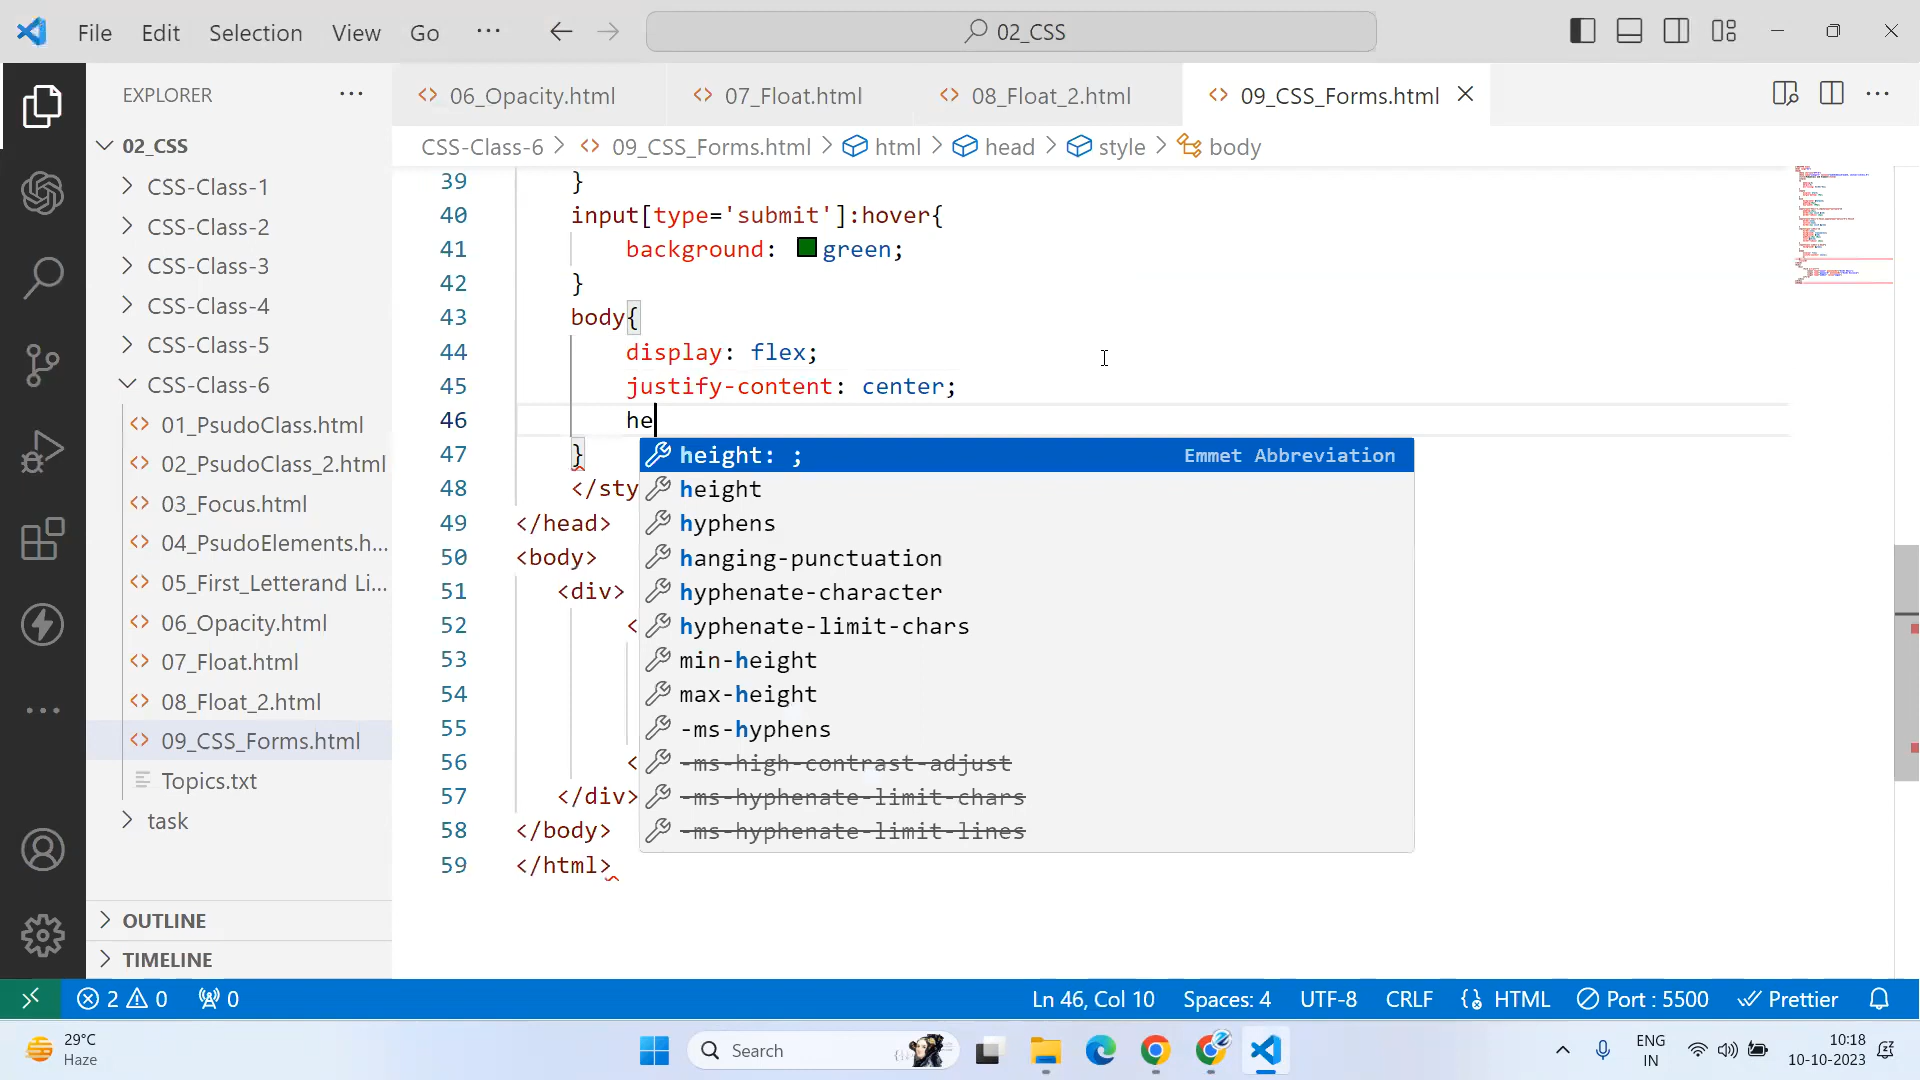 File Edit Selection View Go ... 02_CSS
EXPLORER ...
06_Opacity.html 07_Float.html 08_Float_2.html 09_CSS_Forms.html
CSS-Class-6 > 09_CSS_Forms.html > html > head > style > body
02_CSS
CSS-Class-1
CSS-Class-2
CSS-Class-3
CSS-Class-4
CSS-Class-5
CSS-Class-6
01_PsudoClass.html
02_PsudoClass_2.html
03_Focus.html
04_PsudoElements.h...
05_First_Letterand Li...
06_Opacity.html
07_Float.html
08_Float_2.html
09_CSS_Forms.html
Topics.txt
task
OUTLINE
TIMELINE
39 }
40 input[type='submit']:hover{
41 background: green;
42 }
43 body{
44 display: flex;
45 justify-content: center;
46 he
47 }
48 </sty
49 </head>
50 <body>
51 <div>
52 <
53
54
55
56 <
57 </div>
58 </body>
59 </html>
height: ; Emmet Abbreviation
height
hyphens
hanging-punctuation
hyphenate-character
hyphenate-limit-chars
min-height
max-height
-ms-hyphens
-ms-high-contrast-adjust
-ms-hyphenate-limit-chars
-ms-hyphenate-limit-lines
2 0 0 Ln 46, Col 10 Spaces: 4 UTF-8 CRLF HTML Port : 5500 Prettier
29°C
Haze
Search
ENG
IN
10:18
10-10-2023